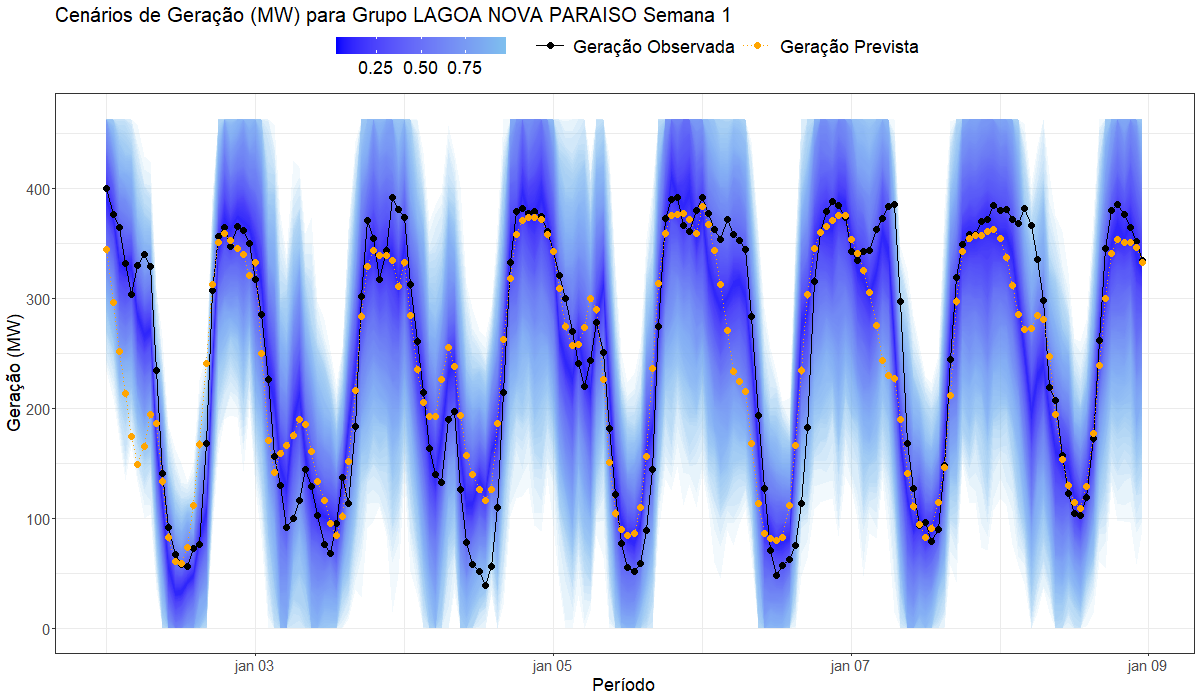 Cenários de Geração (MW) para Grupo LAGOA NOVA PARAISO Semana 1
0.25 0.50 0.75
Geração Observada
Geração Prevista
Geração (MW)
400
300
200
100
0
jan 03 jan 05 jan 07 jan 09
Período